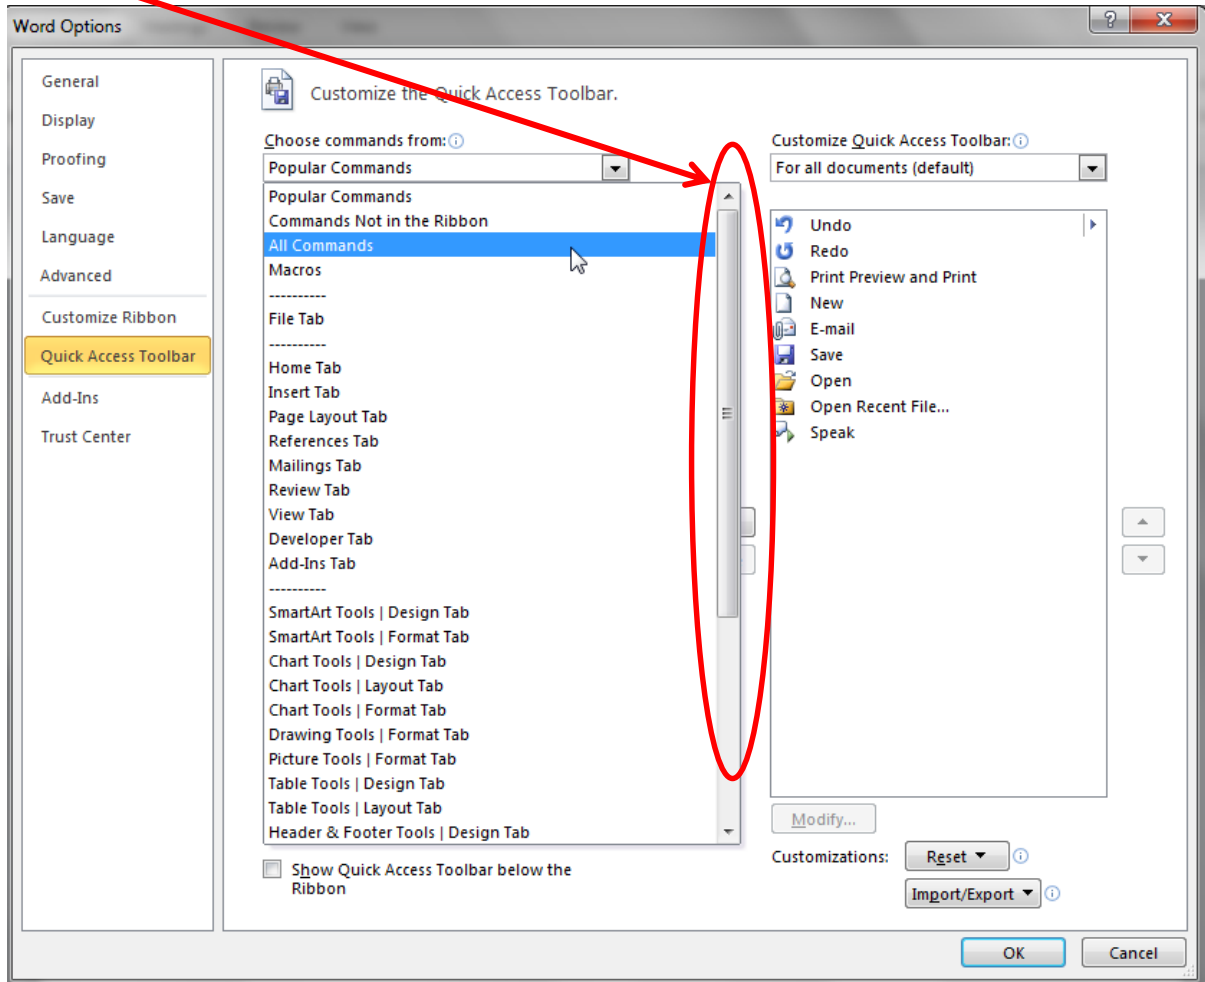 Word Options
General
Display
Proofing
Save
Language
Advanced
Customize Ribbon
Quick Access Toolbar
Add-Ins
Trust Center
Customize the Quick Access Toolbar.
Choose commands from:
Popular Commands
Popular Commands
Commands Not in the Ribbon
All Commands
Macros
----------
File Tab
----------
Home Tab
Insert Tab
Page Layout Tab
References Tab
Mailings Tab
Review Tab
View Tab
Developer Tab
Add-Ins Tab
----------
SmartArt Tools | Design Tab
SmartArt Tools | Format Tab
Chart Tools | Design Tab
Chart Tools | Layout Tab
Chart Tools | Format Tab
Drawing Tools | Format Tab
Picture Tools | Format Tab
Table Tools | Design Tab
Table Tools | Layout Tab
Header & Footer Tools | Design Tab
Show Quick Access Toolbar below the
Ribbon
Customize Quick Access Toolbar:
For all documents (default)
Undo
Redo
Print Preview and Print
New
E-mail
Save
Open
Open Recent File...
Speak
Modify...
Customizations:
Reset
Import/Export
OK
Cancel